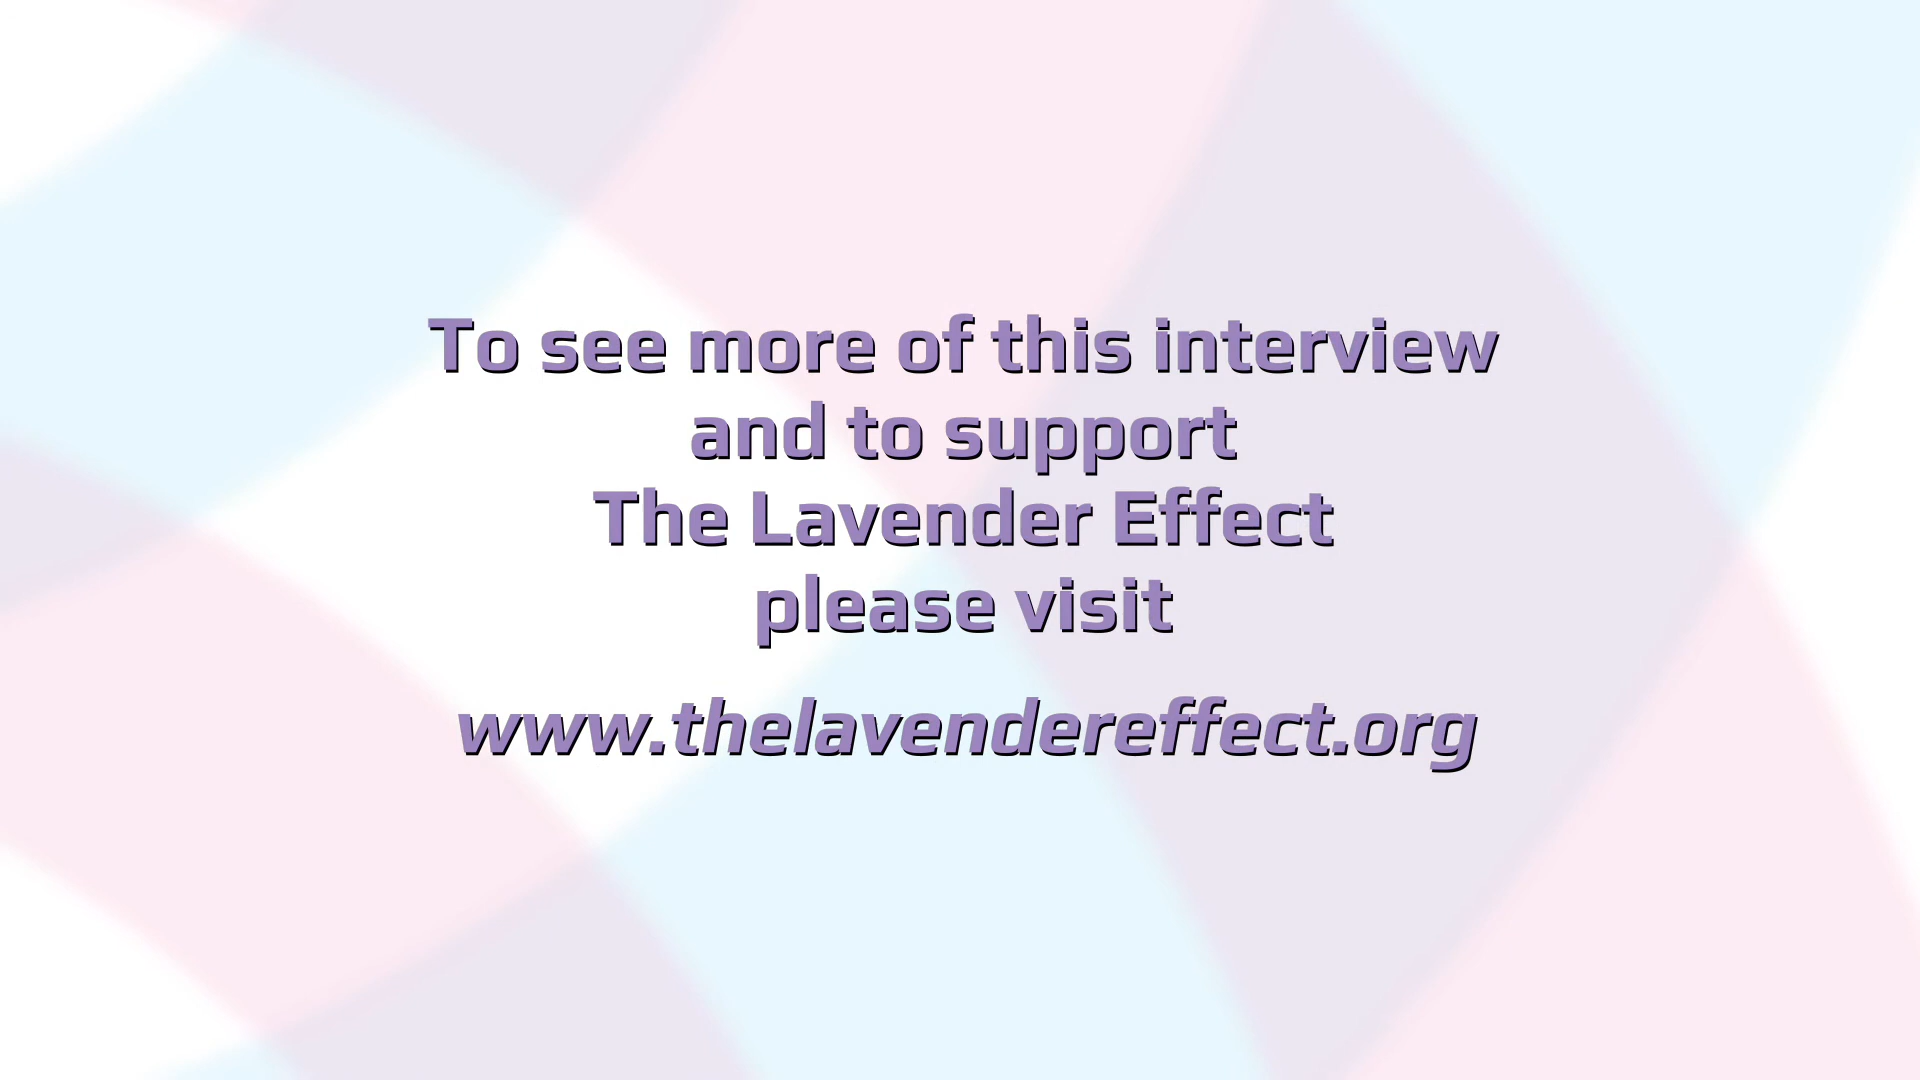 To see more of this interview
and to support
The Lavender Effect
please visit
www.thelavendereffect.org